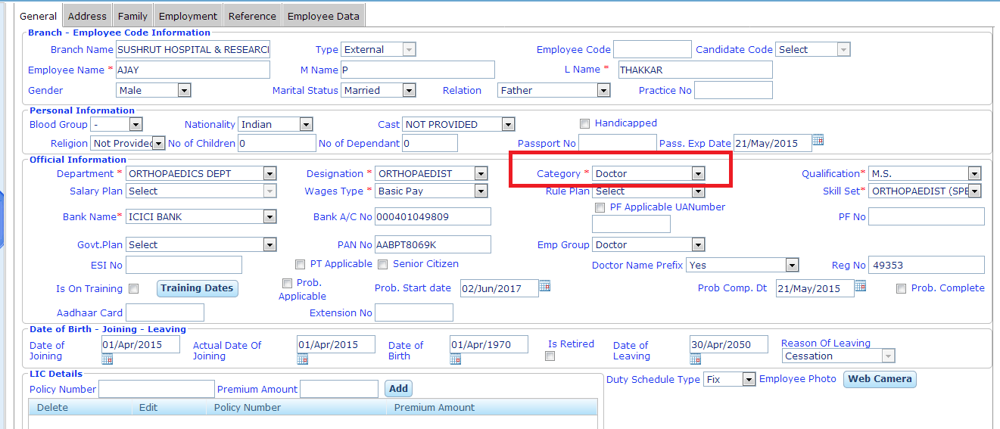 General Address Family Employment Reference Employee Data
Branch - Employee Code Information
Branch Name SUSHRUT HOSPITAL & RESEARCH Type External Employee Code Candidate Code Select
Employee Name * AJAY M Name P L Name * THAKKAR
Gender Male Marital Status Married Relation Father Practice No
Personal Information
Blood Group - Nationality Indian Cast NOT PROVIDED Handicapped
Religion Not Provided No of Children 0 No of Dependant 0 Passport No Pass. Exp Date 21/May/2015
Official Information
Department * ORTHOPAEDICS DEPT Designation * ORTHOPAEDIST Category * Doctor Qualification* M.S.
Salary Plan Select Wages Type * Basic Pay Rule Plan Select Skill Set* ORTHOPAEDIST (SPE
PF Applicable UANumber
Bank Name* ICICI BANK Bank A/C No 000401049809 PF No
Govt.Plan Select PAN No AABPT8069K Emp Group Doctor
ESI No PT Applicable Senior Citizen Doctor Name Prefix Yes Reg No 49353
Is On Training Training Dates Prob. Applicable Prob. Start date 02/Jun/2017 Prob Comp. Dt 21/May/2015 Prob. Complete
Aadhaar Card Extension No
Date of Birth - Joining - Leaving
Date of Joining 01/Apr/2015 Actual Date Of Joining 01/Apr/2015 Date of Birth 01/Apr/1970 Is Retired Date of Leaving 30/Apr/2050 Reason Of Leaving Cessation
LIC Details
Policy Number Premium Amount Add Duty Schedule Type Fix Employee Photo Web Camera
Delete Edit Policy Number Premium Amount